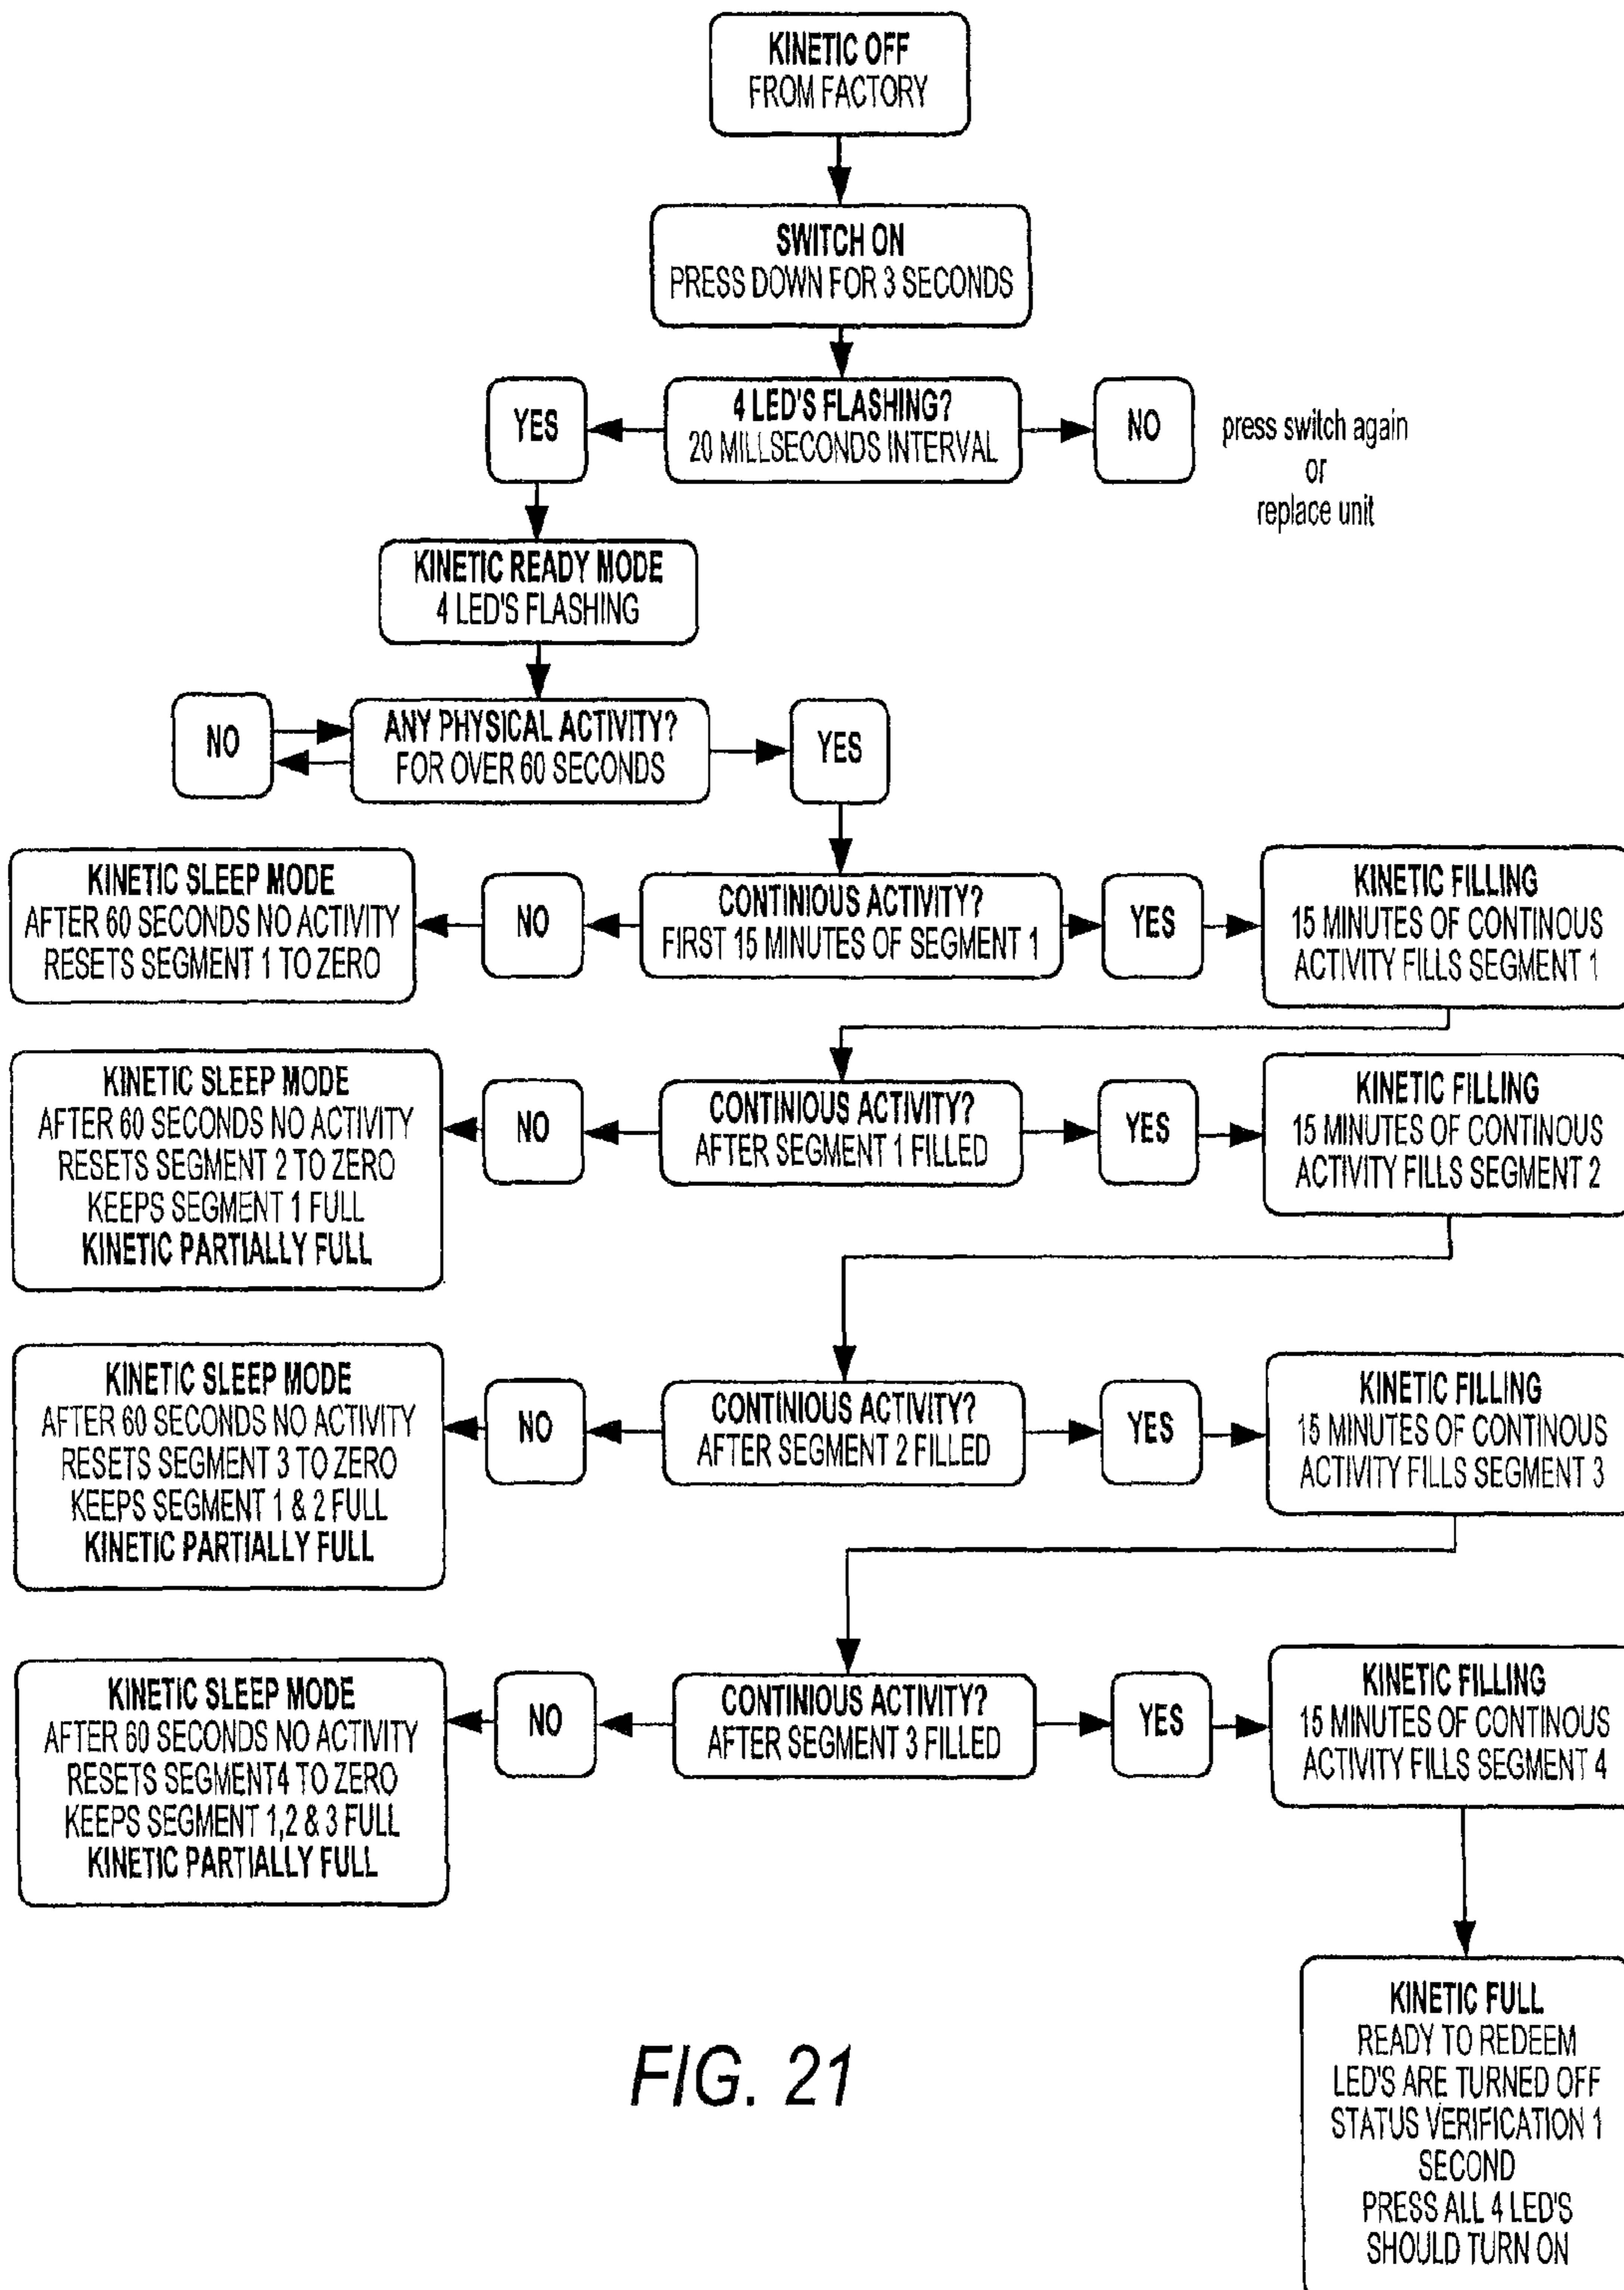 KINETIC OFF
FROM FACTORY
SWITCH ON
PRESS DOWN FOR 3 SECONDS
YES
4 LED'S FLASHING?
20 MILLSECONDS INTERVAL
NO
press switch again
or
replace unit
KINETIC READY MODE
4 LED'S FLASHING
NO
ANY PHYSICAL ACTIVITY?
FOR OVER 60 SECONDS
YES
KINETIC SLEEP MODE
AFTER 60 SECONDS NO ACTIVITY
RESETS SEGMENT 1 TO ZERO
NO
CONTINIOUS ACTIVITY?
FIRST 15 MINUTES OF SEGMENT 1
YES
KINETIC FILLING
15 MINUTES OF CONTINOUS
ACTIVITY FILLS SEGMENT 1
KINETIC SLEEP MODE
AFTER 60 SECONDS NO ACTIVITY
RESETS SEGMENT 2 TO ZERO
KEEPS SEGMENT 1 FULL
KINETIC PARTIALLY FULL
NO
CONTINIOUS ACTIVITY?
AFTER SEGMENT 1 FILLED
YES
KINETIC FILLING
15 MINUTES OF CONTINOUS
ACTIVITY FILLS SEGMENT 2
KINETIC SLEEP MODE
AFTER 60 SECONDS NO ACTIVITY
RESETS SEGMENT 3 TO ZERO
KEEPS SEGMENT 1 & 2 FULL
KINETIC PARTIALLY FULL
NO
CONTINIOUS ACTIVITY?
AFTER SEGMENT 2 FILLED
YES
KINETIC FILLING
15 MINUTES OF CONTINOUS
ACTIVITY FILLS SEGMENT 3
KINETIC SLEEP MODE
AFTER 60 SECONDS NO ACTIVITY
RESETS SEGMENT4 TO ZERO
KEEPS SEGMENT 1,2 & 3 FULL
KINETIC PARTIALLY FULL
NO
CONTINIOUS ACTIVITY?
AFTER SEGMENT 3 FILLED
YES
KINETIC FILLING
15 MINUTES OF CONTINOUS
ACTIVITY FILLS SEGMENT 4
KINETIC FULL
READY TO REDEEM
LED'S ARE TURNED OFF
STATUS VERIFICATION 1
SECOND
PRESS ALL 4 LED'S
SHOULD TURN ON
FIG. 21